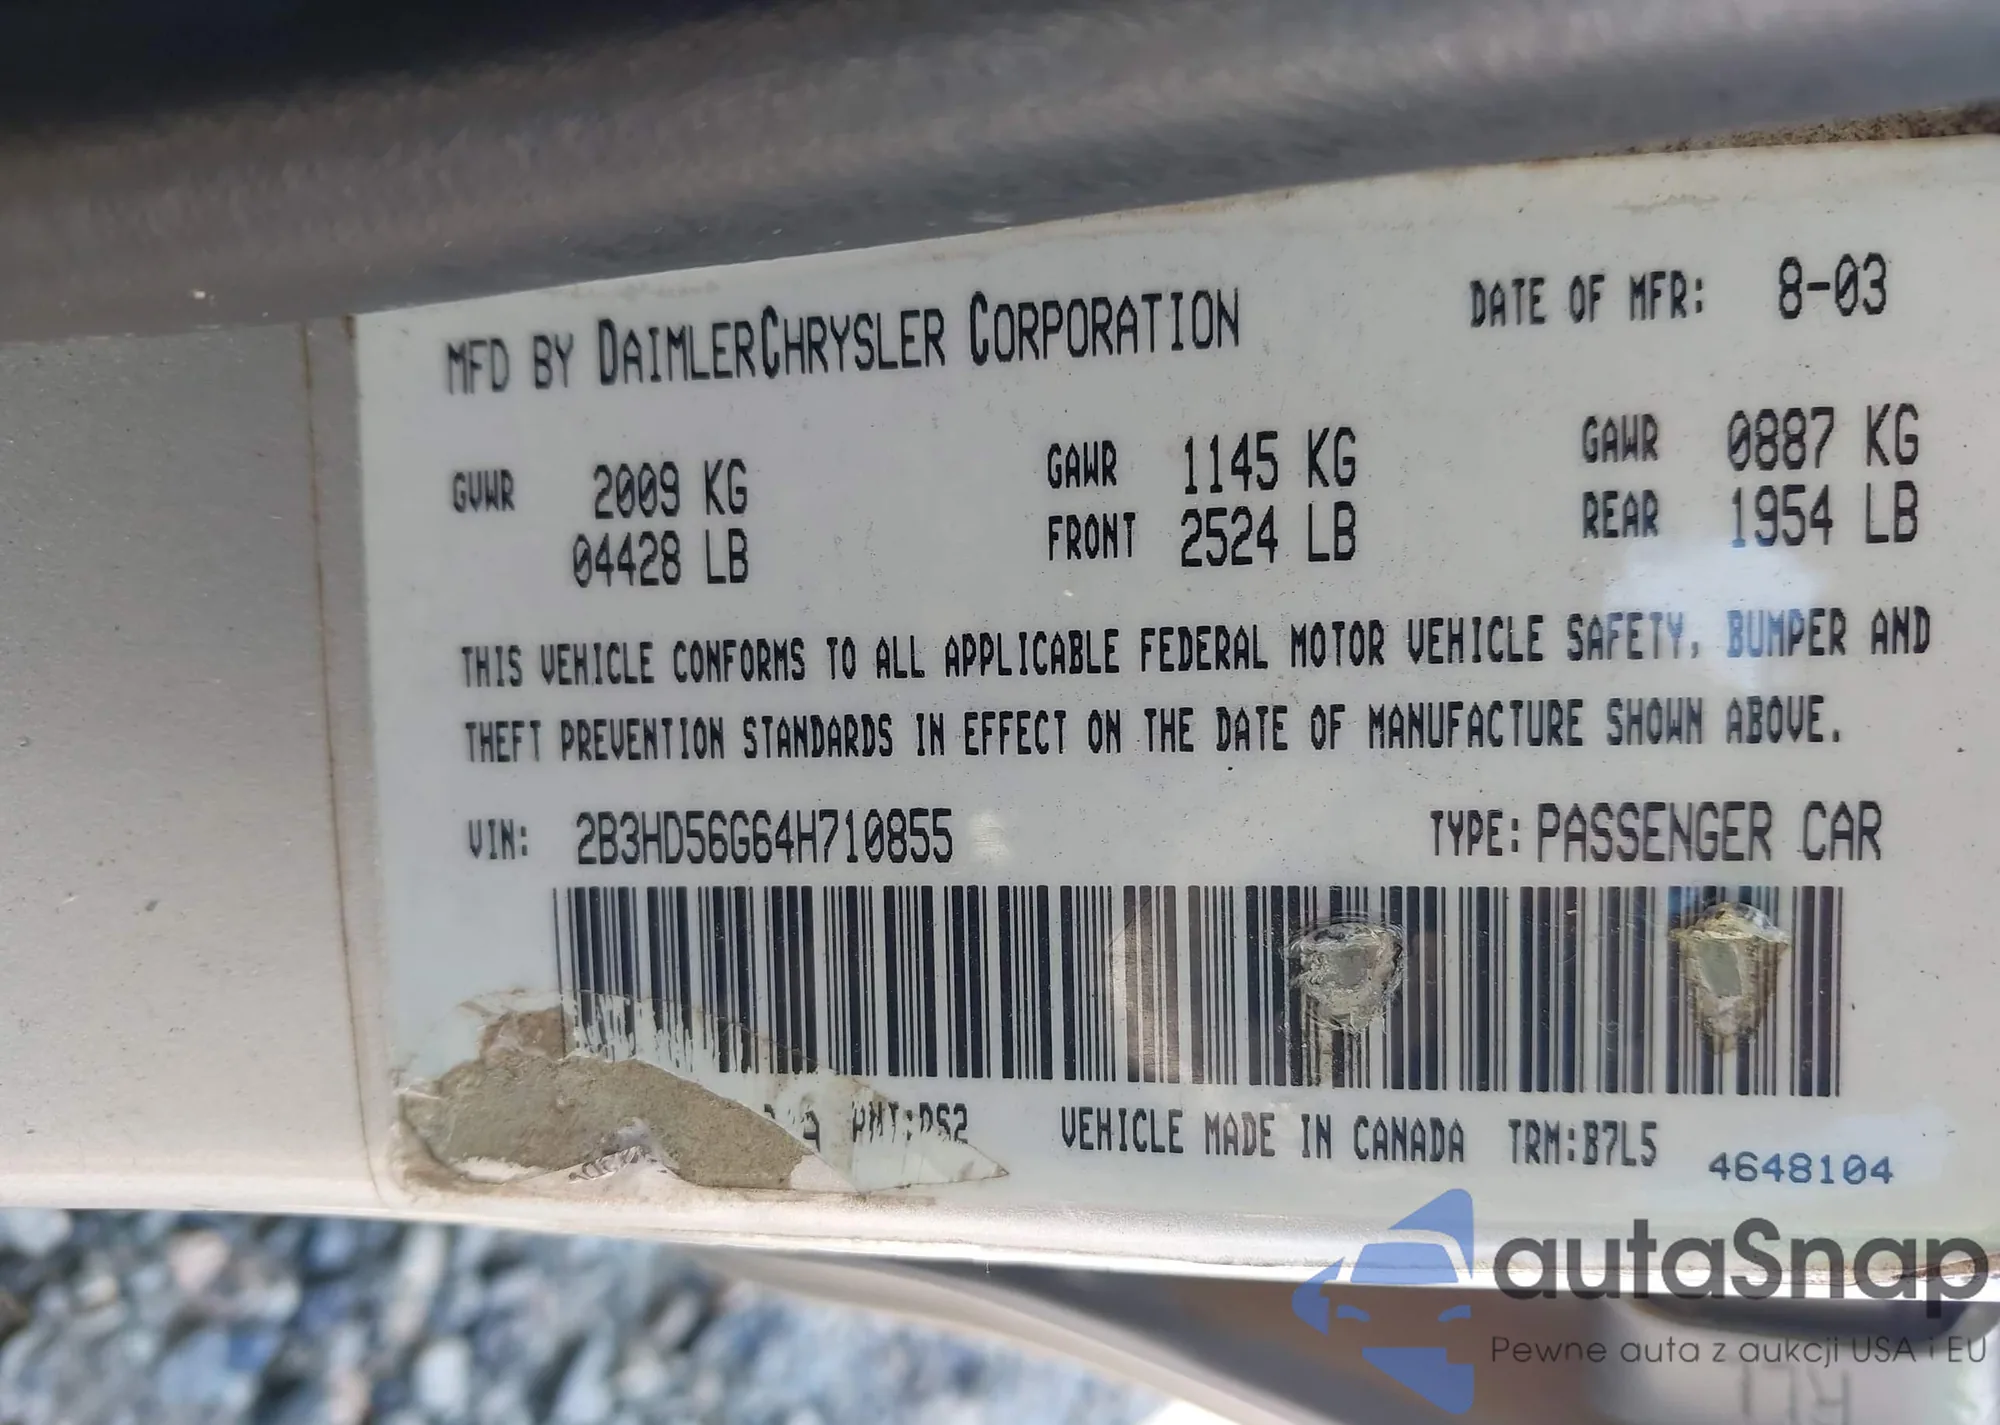 MFD BY DAIMLERCHRYSLER CORPORATION DATE OF MFR: 8-03
GVWR 2009 KG GAWR 1145 KG GAWR 0887 KG
04428 LB FRONT 2524 LB REAR 1954 LB
THIS VEHICLE CONFORMS TO ALL APPLICABLE FEDERAL MOTOR VEHICLE SAFETY, BUMPER AND
THEFT PREVENTION STANDARDS IN EFFECT ON THE DATE OF MANUFACTURE SHOWN ABOVE.
VIN: 2B3HD56G64H710855 TYPE: PASSENGER CAR
PNT:DS2 VEHICLE MADE IN CANADA TRM:B7L5 4648104
autaSnap
Pewne auta z aukcji USA i EU